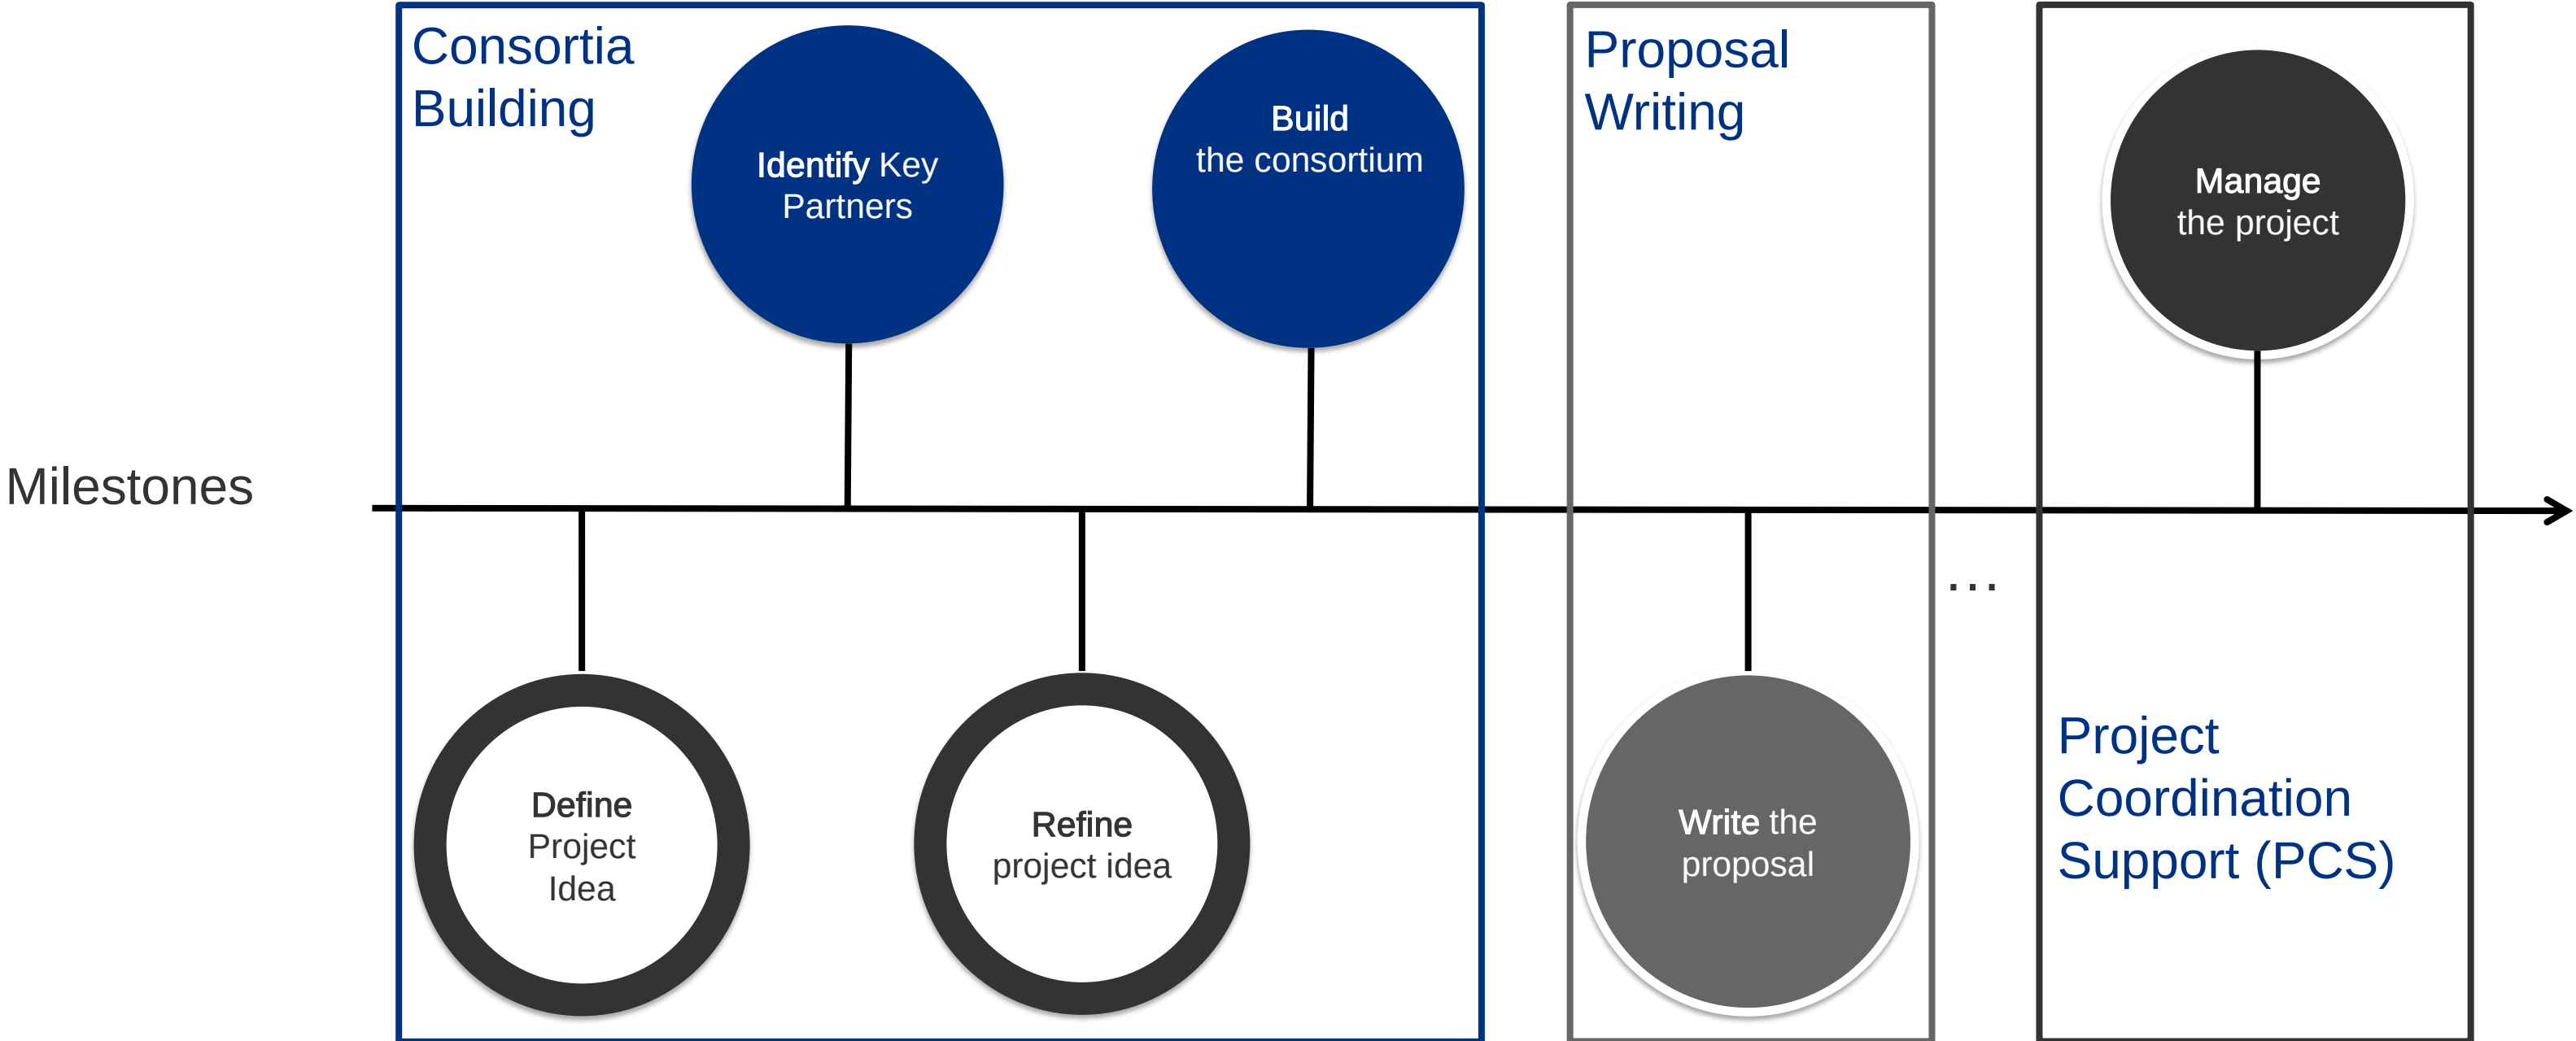 Consortia
Building
Identify Key
Partners
Build
the consortium
Proposal
Writing
Manage
the project
Milestones
…
Define
Project
Idea
Refine
project idea
Write the
proposal
Project
Coordination
Support (PCS)